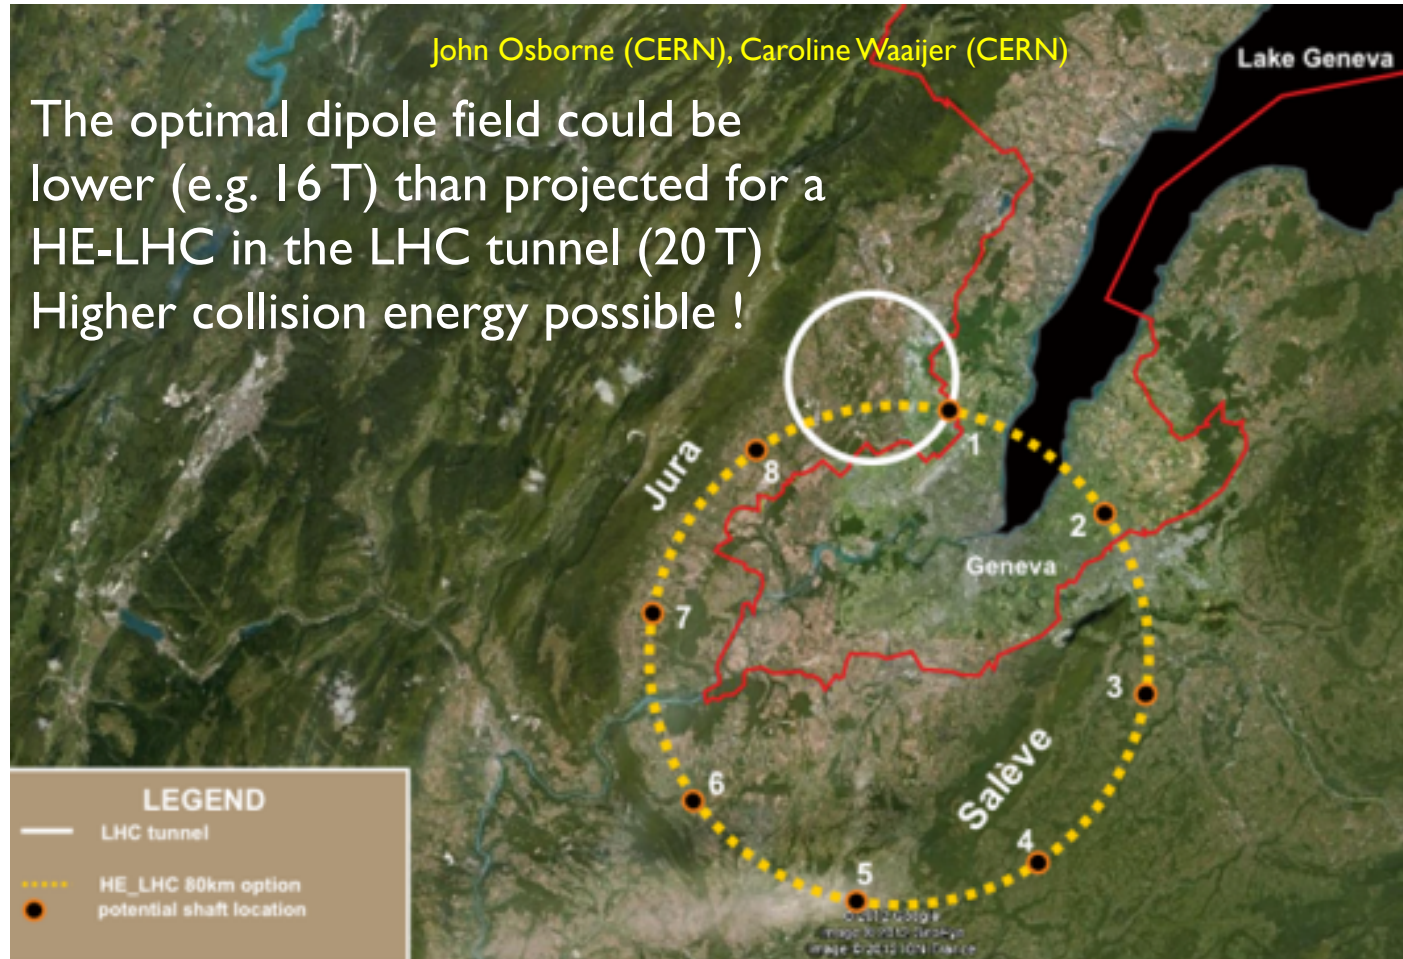 John Osborne (CERN), Caroline Waaijer (CERN)
Lake Geneva
The optimal dipole field could be
lower (e.g. 16 T) than projected for a
HE-LHC in the LHC tunnel (20 T)
Higher collision energy possible !
1
Jura
8
2
Geneva
7
3
Salève
6
4
5
LEGEND
LHC tunnel
HE_LHC 80km option
potential shaft location